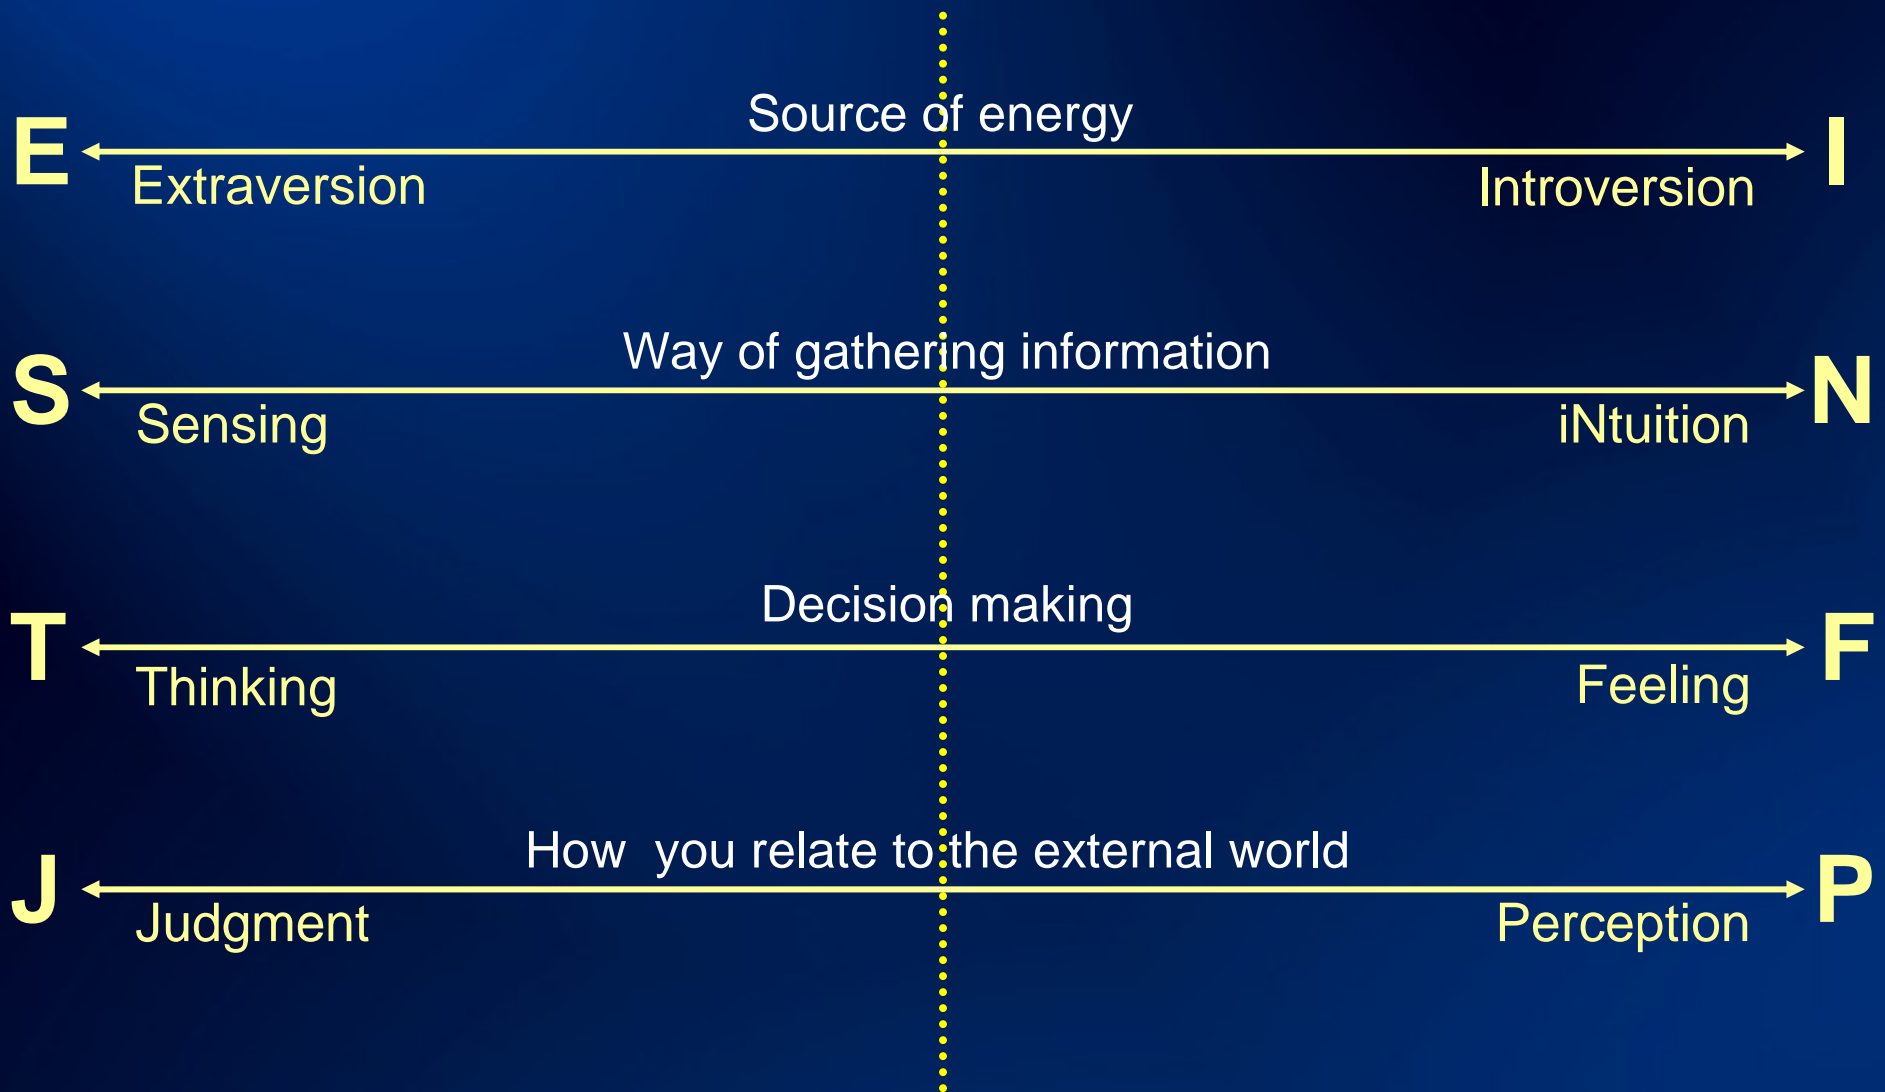 Source of energy
E I
Extraversion Introversion
Way of gathering information
S N
Sensing iNtuition
Decision making
T F
Thinking Feeling
How  you relate to the external world
J P
Judgment Perception